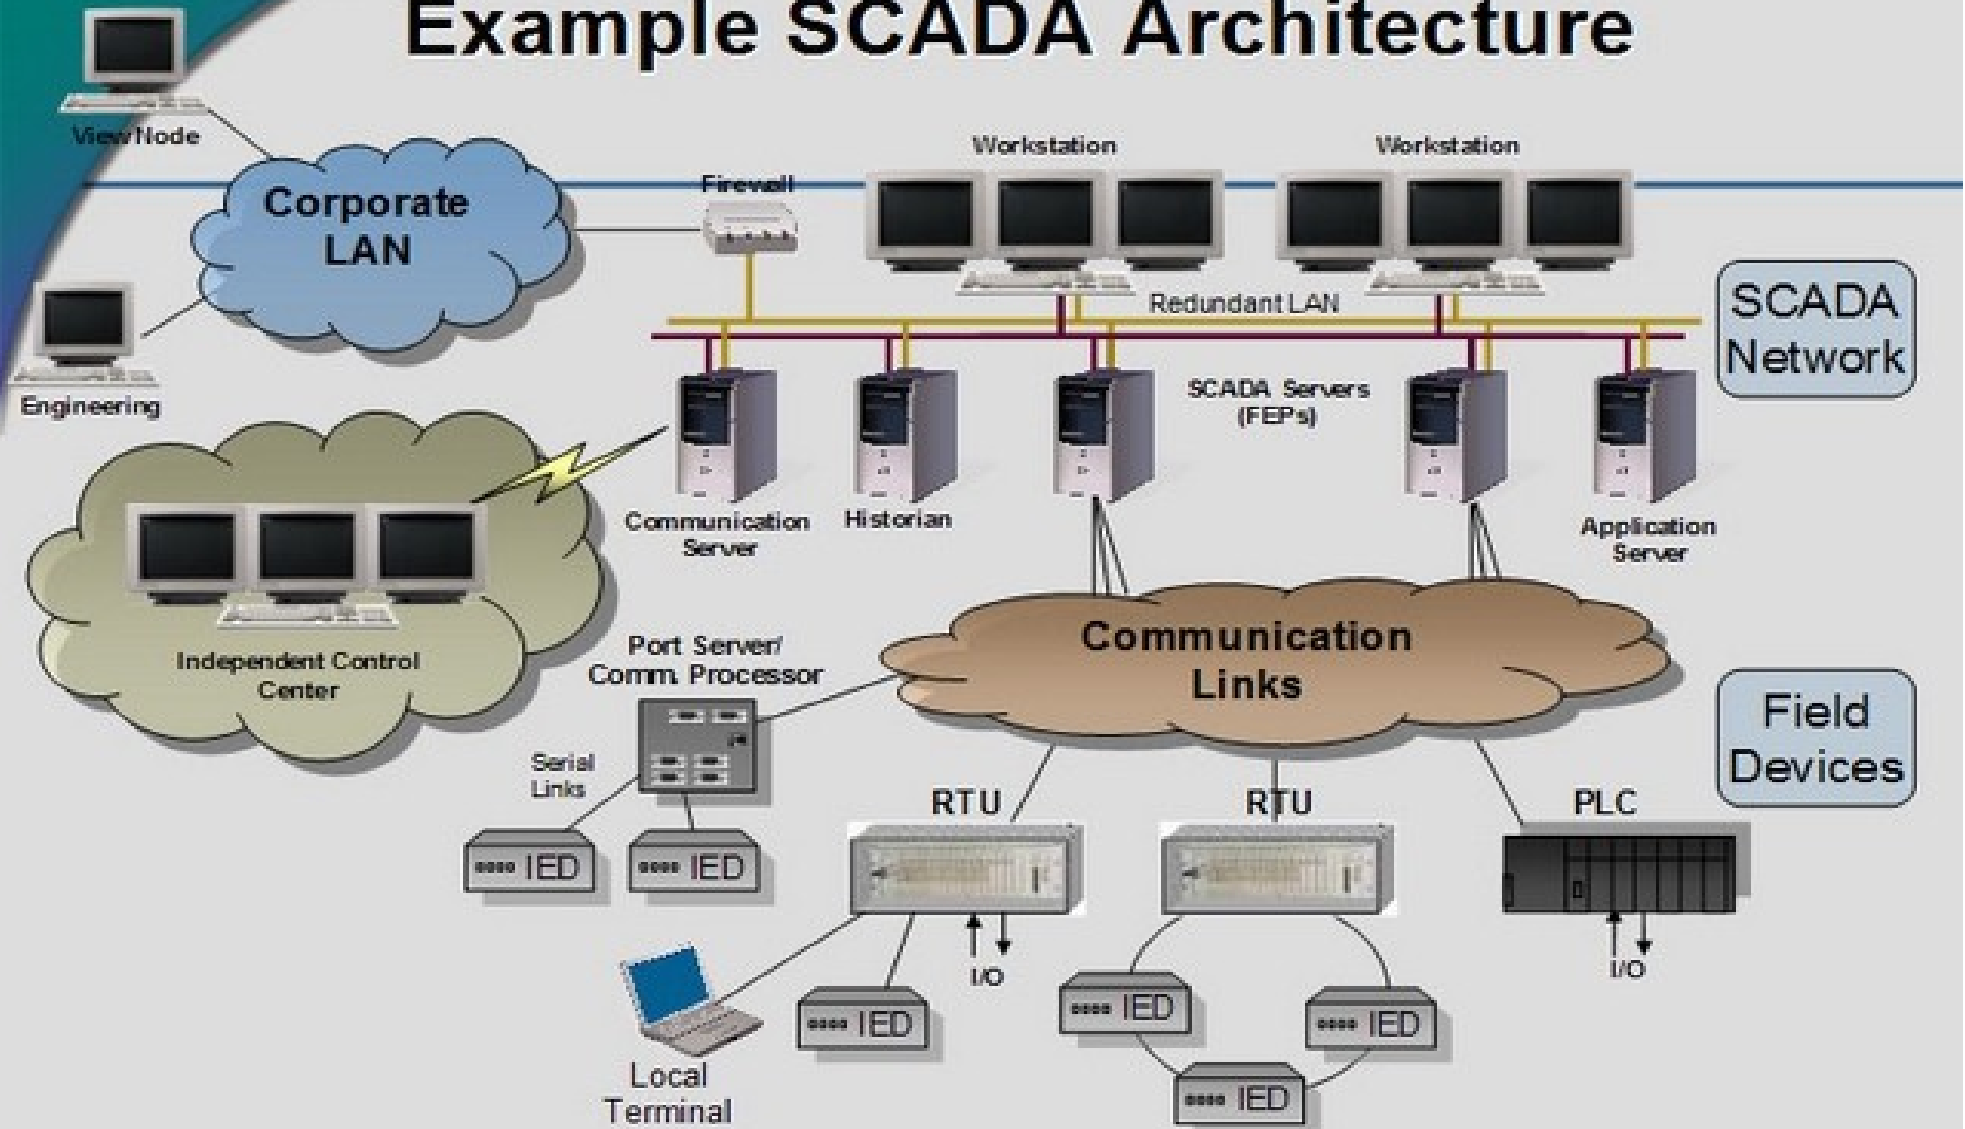 Example SCADA Architecture
View Node
Corporate
LAN
Firewall
Workstation
Workstation
Redundant LAN
SCADA
Network
Engineering
SCADA Servers
(FEPs)
Communication
Server
Historian
Application
Server
Independent Control
Center
Port Server/
Comm. Processor
Communication
Links
Field
Devices
Serial
Links
RTU
RTU
PLC
IED
IED
I/O
I/O
IED
IED
IED
IED
Local
Terminal